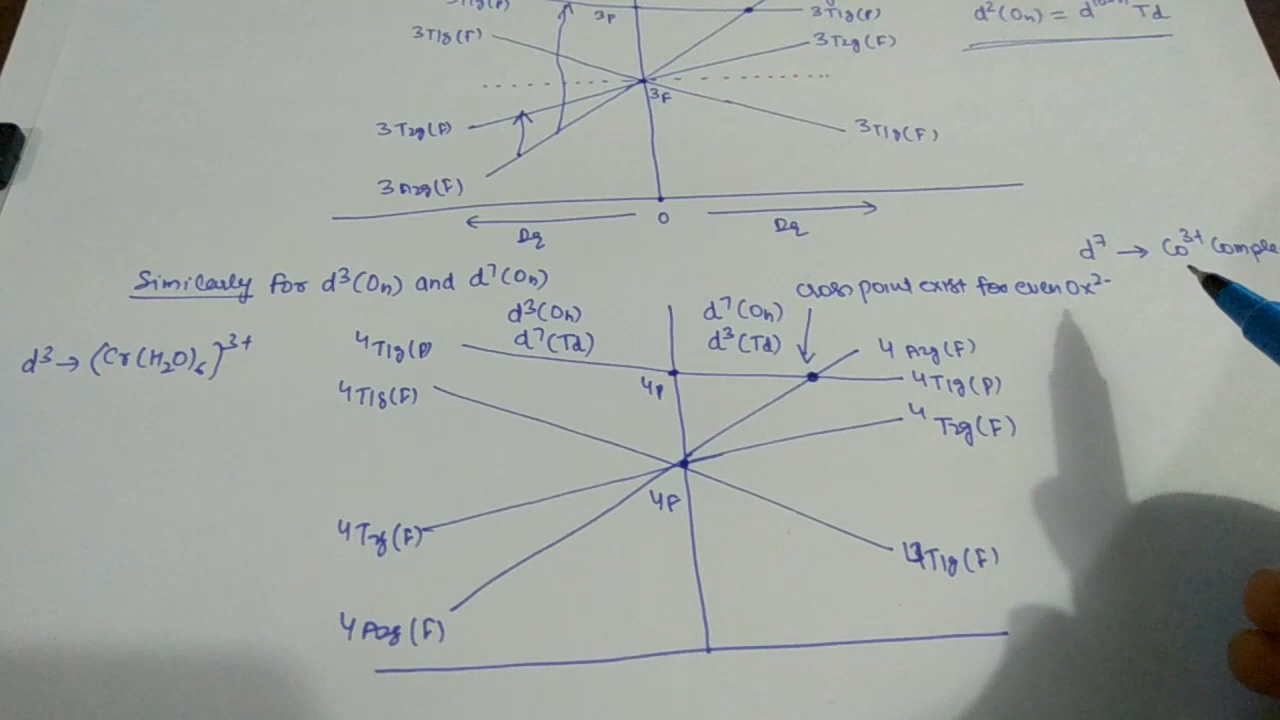 3P
3T1g(P)
d²(Oh) = d Td
3T1g(F)
3T2g(F)
3F
3T2g(F)
3T1g(F)
3A2g(F)
0
Dq
Dq
d⁷ → Co³⁺ Comple
Similarly for d³(Oh) and d⁷(Oh)
cross point exist for even Ox²⁻
d³(Oh)
d⁷(Td)
d⁷(Oh)
d³(Td)
d³ → (Cr(H₂O)₆)³⁺
4T1g(P)
4A2g(F)
4P
4T1g(P)
4T1g(F)
4T2g(F)
4F
4T2g(F)
4T1g(F)
4A2g(F)